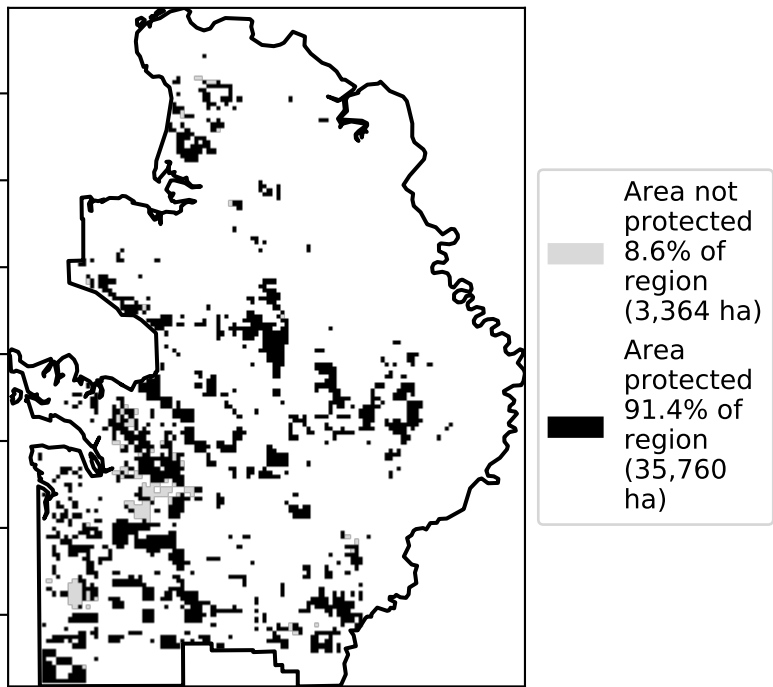 Area not
protected
8.6% of
region
(3,364 ha)
Area
protected
91.4% of
region
(35,760
ha)